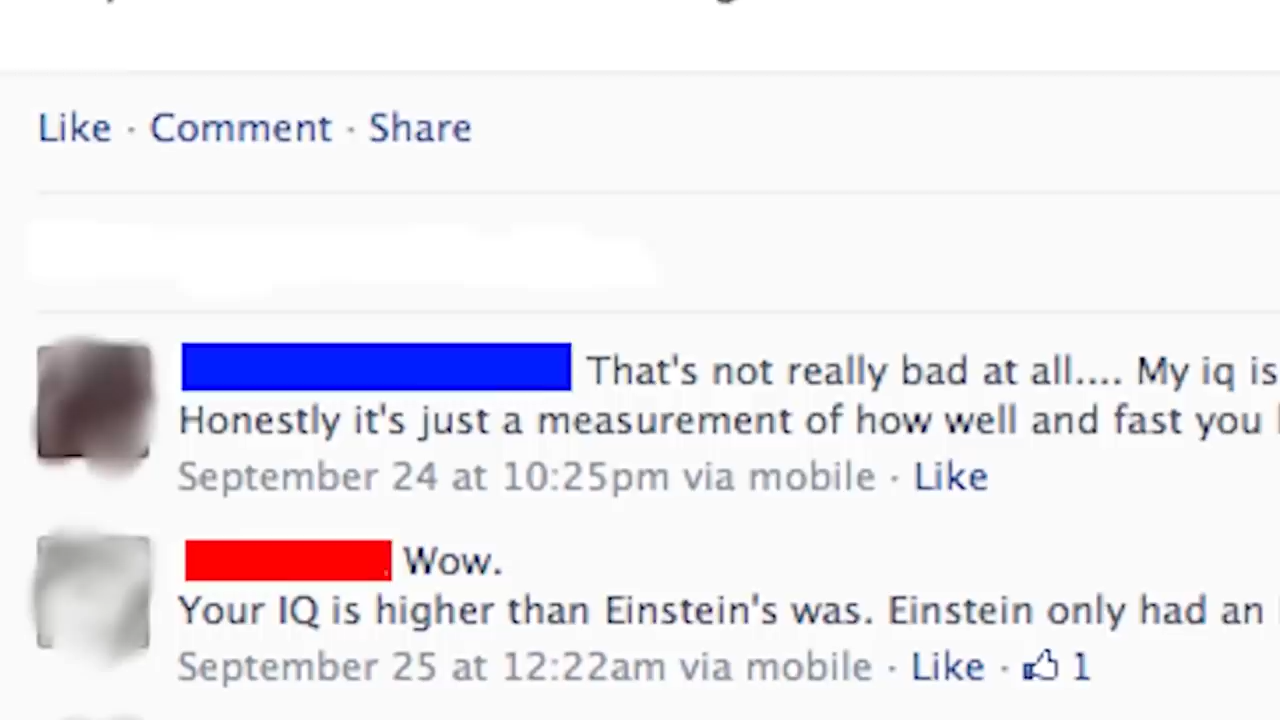 Like · Comment · Share
That's not really bad at all.... My iq is
Honestly it's just a measurement of how well and fast you
September 24 at 10:25pm via mobile · Like
Wow.
Your IQ is higher than Einstein's was. Einstein only had an
September 25 at 12:22am via mobile · Like · 1